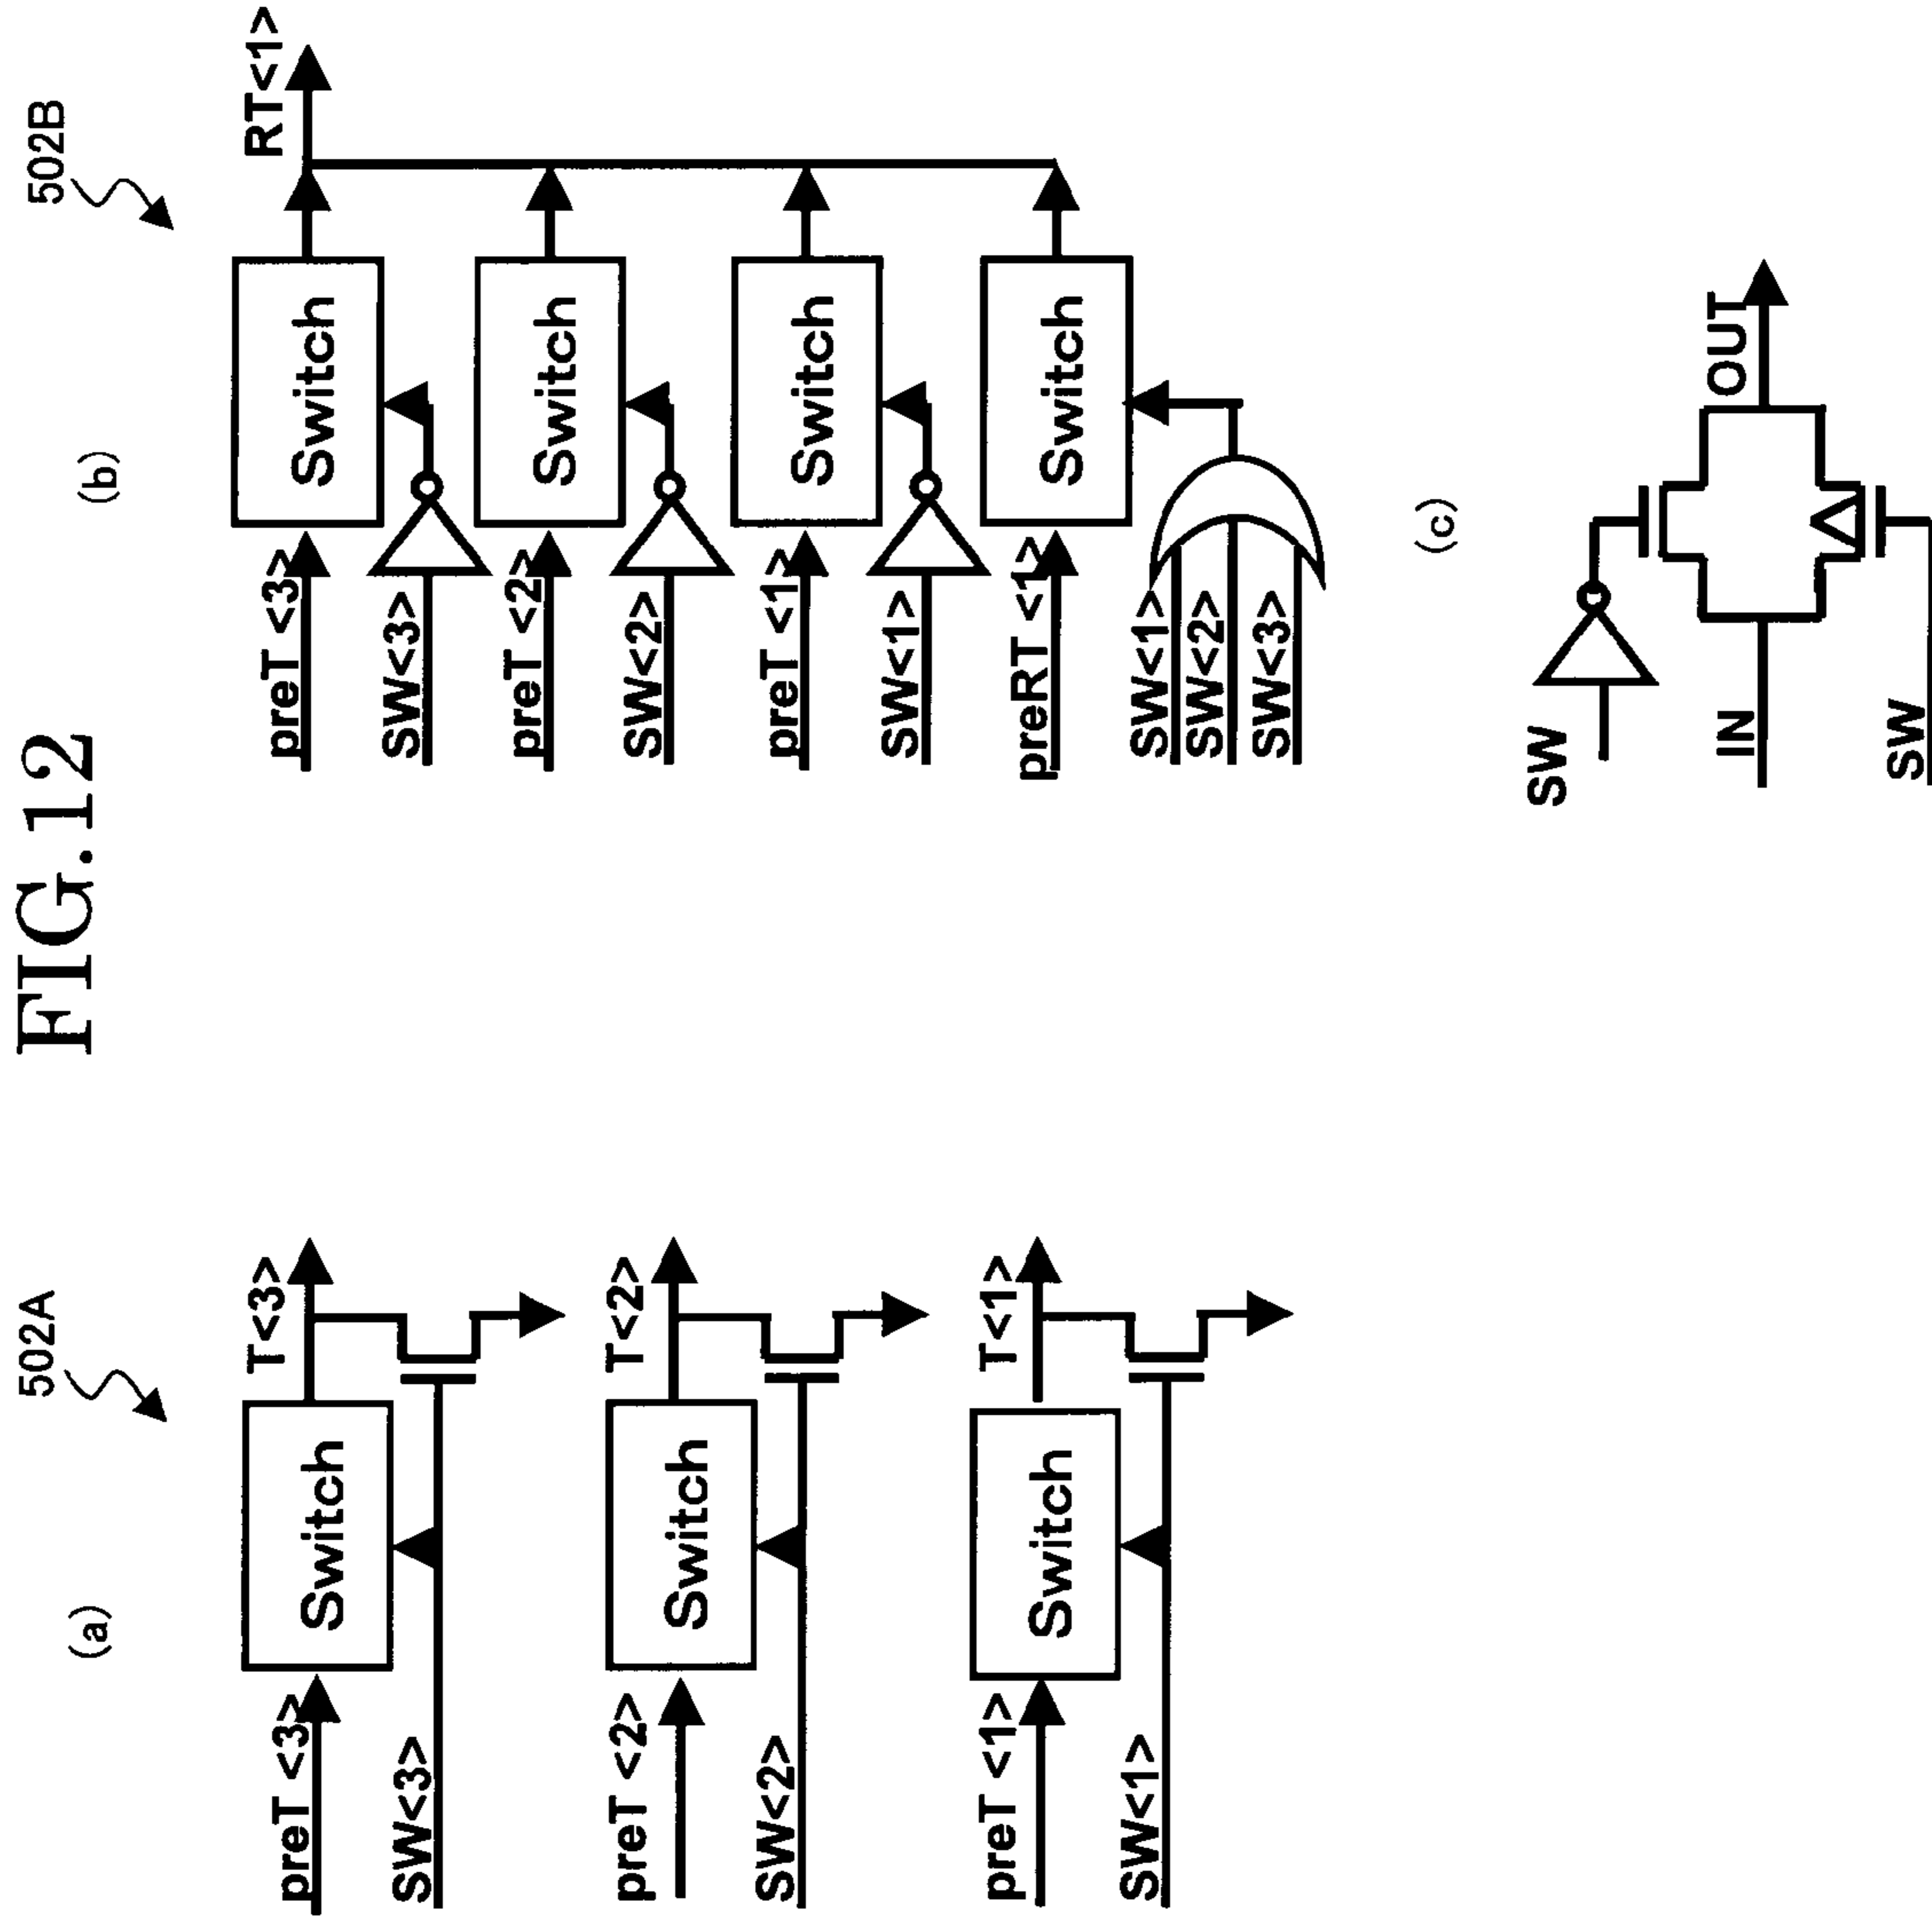 FIG.12
(a)
502A
preT <3>
Switch
T<3>
SW<3>
preT <2>
Switch
T<2>
SW<2>
preT <1>
Switch
T<1>
SW<1>
(b)
502B
preT <3>
Switch
RT<1>
SW<3>
preT <2>
Switch
SW<2>
preT <1>
Switch
SW<1>
preRT <1>
Switch
SW<1>
SW<2>
SW<3>
(c)
SW
IN
OUT
SW